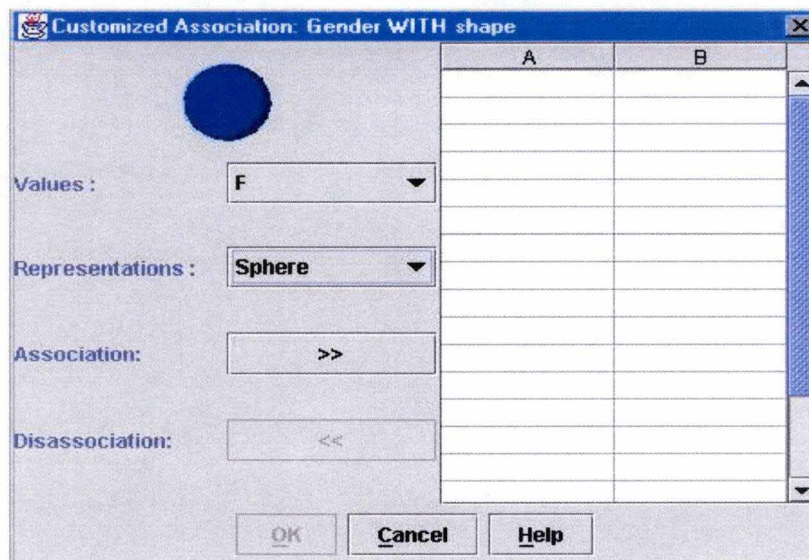 Customized Association: Gender WITH shape
A B
Values : F
Representations : Sphere
Association: >>
Disassociation: <<
OK Cancel Help